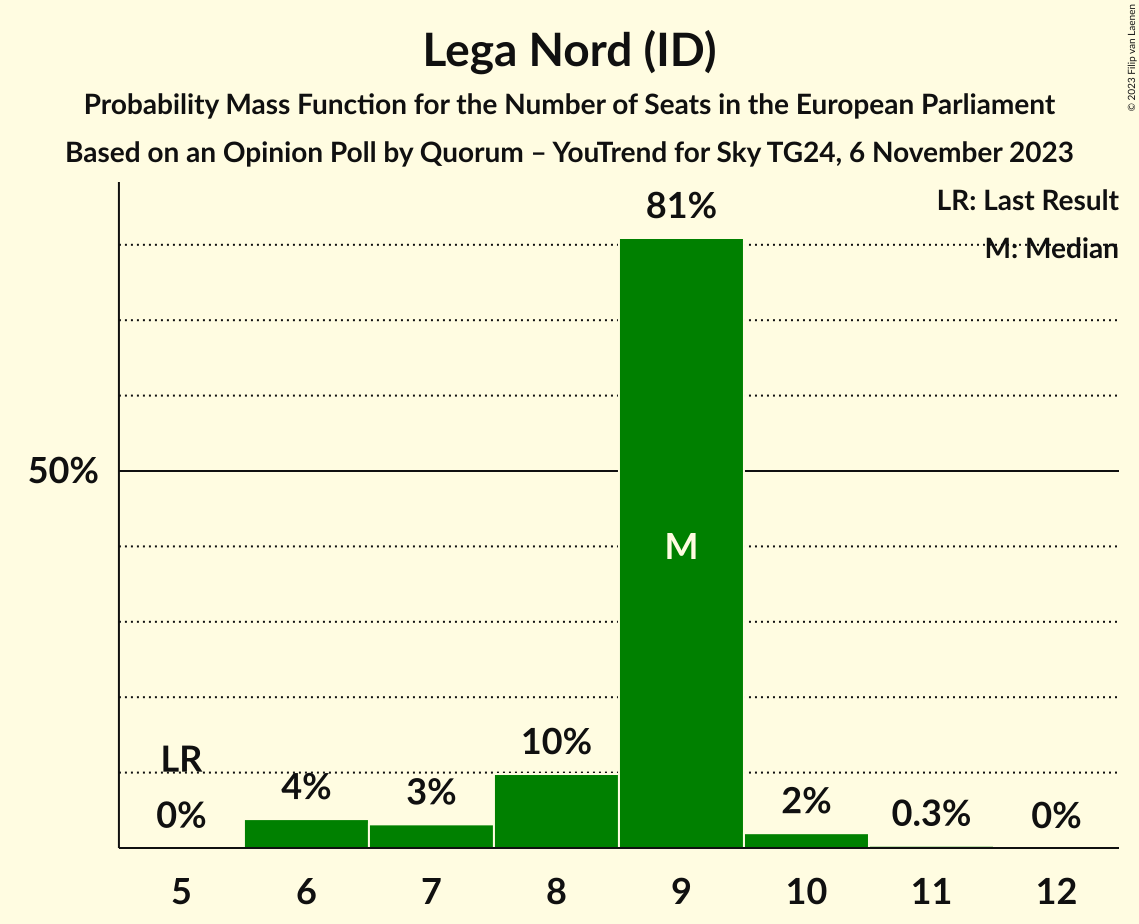 Lega Nord (ID)
Probability Mass Function for the Number of Seats in the European Parliament
Based on an Opinion Poll by Quorum – YouTrend for Sky TG24, 6 November 2023
© 2023 Filip van Laenen
LR: Last Result
M: Median
81%
50%
M
LR
0%
4%
3%
10%
2%
0.3%
0%
5 6 7 8 9 10 11 12